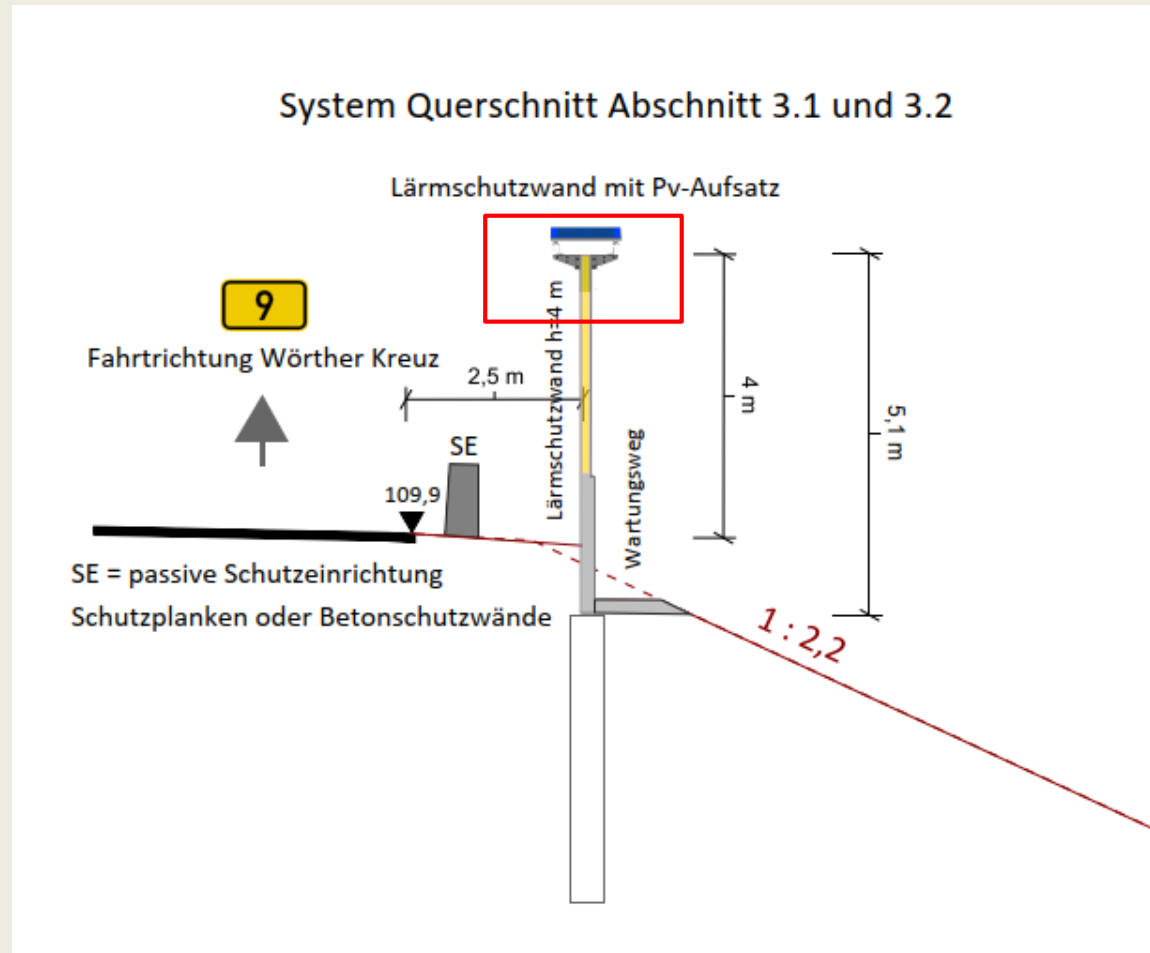 System Querschnitt Abschnitt 3.1 und 3.2
Lärmschutzwand mit Pv-Aufsatz
9
Fahrtrichtung Wörther Kreuz
2,5 m
Lärmschutzwand h=4 m
4 m
5,1 m
SE
109,9
Wartungsweg
SE = passive Schutzeinrichtung
Schutzplanken oder Betonschutzwände
1 : 2,2